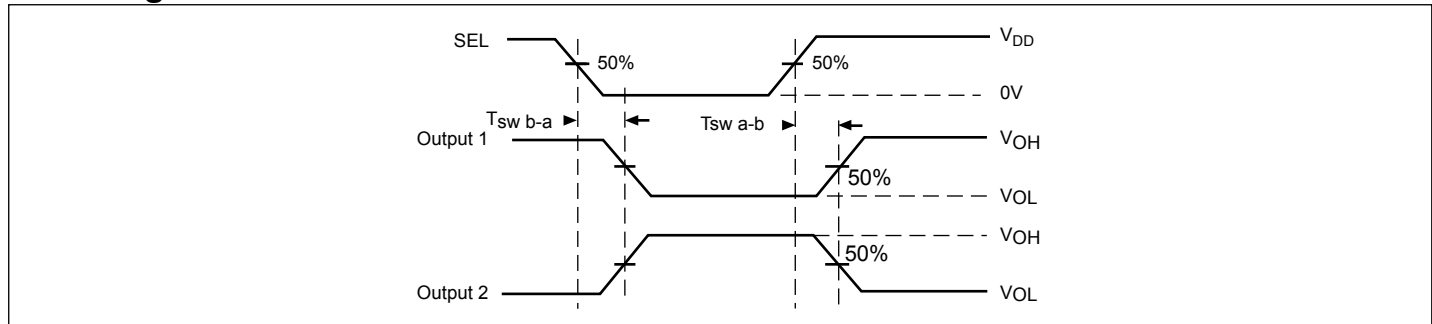 SEL
50%
50%
VDD
0V
Tsw b-a
Tsw a-b
Output 1
VOH
50%
VOL
VOH
50%
Output 2
VOL